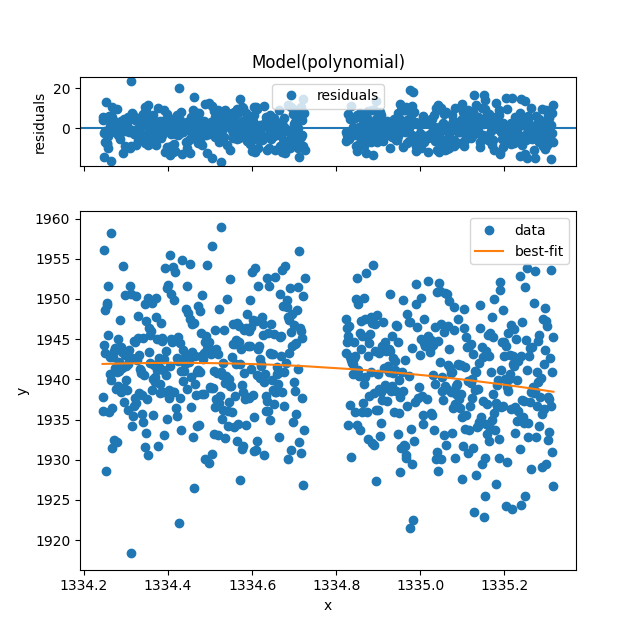 Model(polynomial)
residuals
20
0
residuals
1960
1955
1950
1945
1940
1935
1930
1925
1920
y
data
best-fit
1334.2 1334.4 1334.6 1334.8 1335.0 1335.2
x